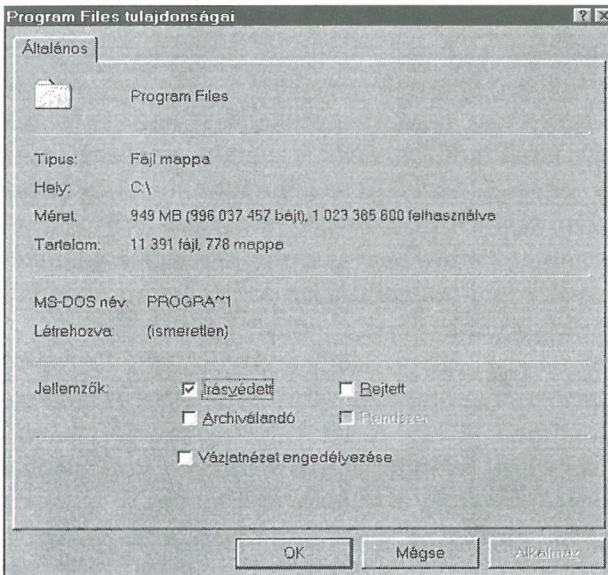 Program Files tulajdonságai
Általános
Program Files
Típus: Fájl mappa
Hely: C:\
Méret: 949 MB (996 037 457 bájt), 1 023 385 600 felhasználva
Tartalom: 11 391 fájl, 778 mappa
MS-DOS név: PROGRA~1
Létrehozva: (ismeretlen)
Jellemzők: Írásvédett Rejtett
Archiválandó Rendszer
Vázlatnézet engedélyezése
OK Mégse Alkalmaz